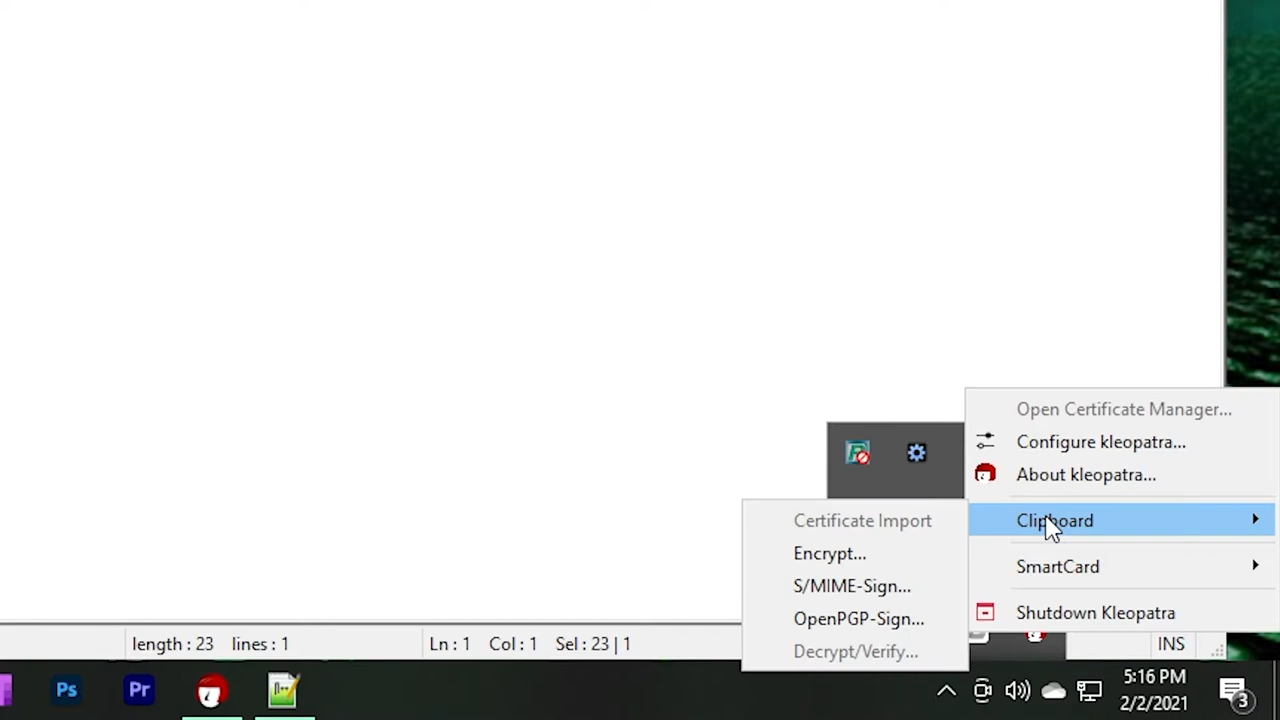 Open Certificate Manager...
Configure kleopatra...
About kleopatra...
Clipboard
SmartCard
Shutdown Kleopatra
Certificate Import
Encrypt...
S/MIME-Sign...
OpenPGP-Sign...
Decrypt/Verify...
length : 23 lines : 1 Ln : 1 Col : 1 Sel : 23 | 1 INS
Ps Pr
5:16 PM
2/2/2021
3